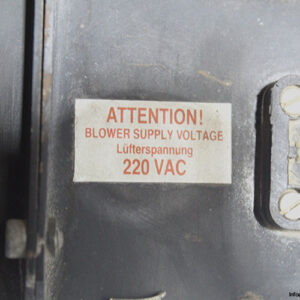 ATTENTION!
BLOWER SUPPLY VOLTAGE
Lüfterspannung
220 VAC